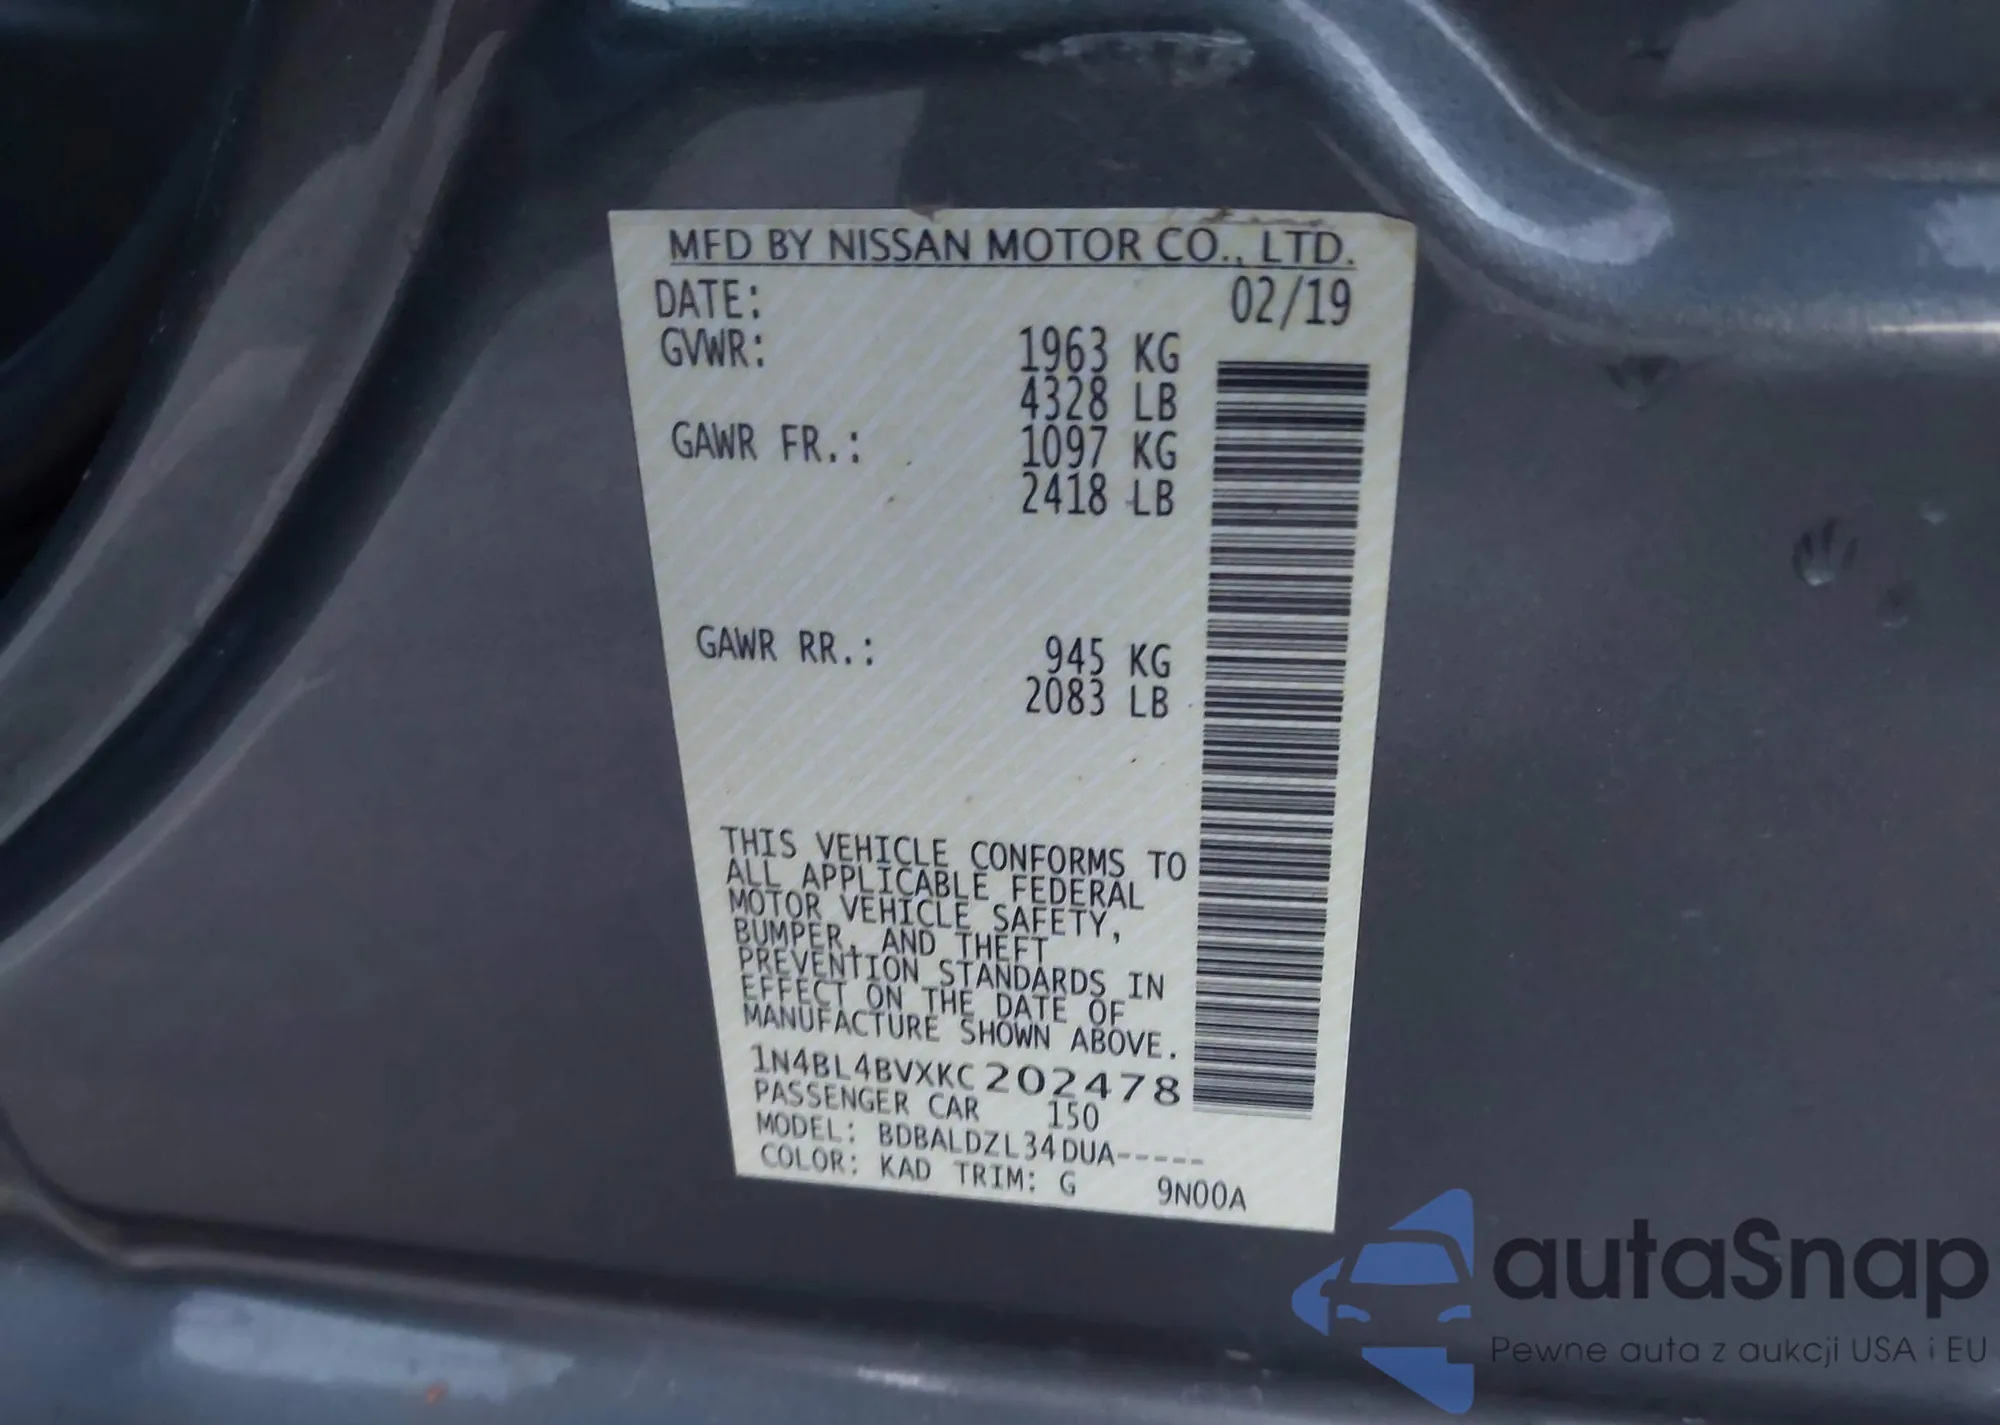 MFD BY NISSAN MOTOR CO., LTD.
DATE: 02/19
GVWR: 1963 KG
4328 LB
GAWR FR.: 1097 KG
2418 LB
GAWR RR.: 945 KG
2083 LB
THIS VEHICLE CONFORMS TO
ALL APPLICABLE FEDERAL
MOTOR VEHICLE SAFETY,
BUMPER, AND THEFT
PREVENTION STANDARDS IN
EFFECT ON THE DATE OF
MANUFACTURE SHOWN ABOVE.
1N4BL4BVXKC202478
PASSENGER CAR 150
MODEL: BDBALDZL34DUA-----
COLOR: KAD TRIM: G 9N00A
autaSnap
Pewne auta z aukcji USA i EU